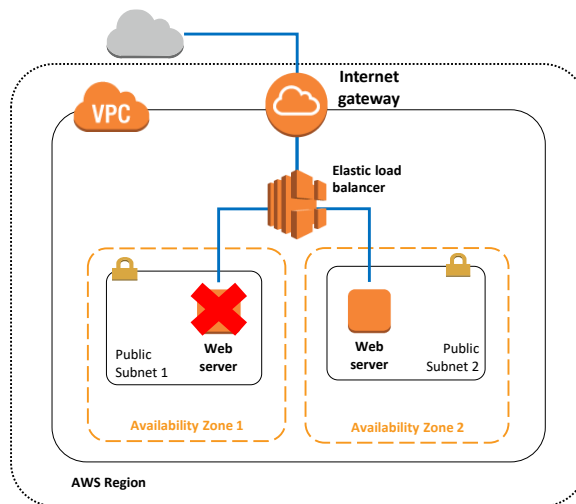 Internet
gateway
VPC
Elastic load
balancer
Web
server
Public
Subnet 1
Web
server
Public
Subnet 2
Availability Zone 1
Availability Zone 2
AWS Region